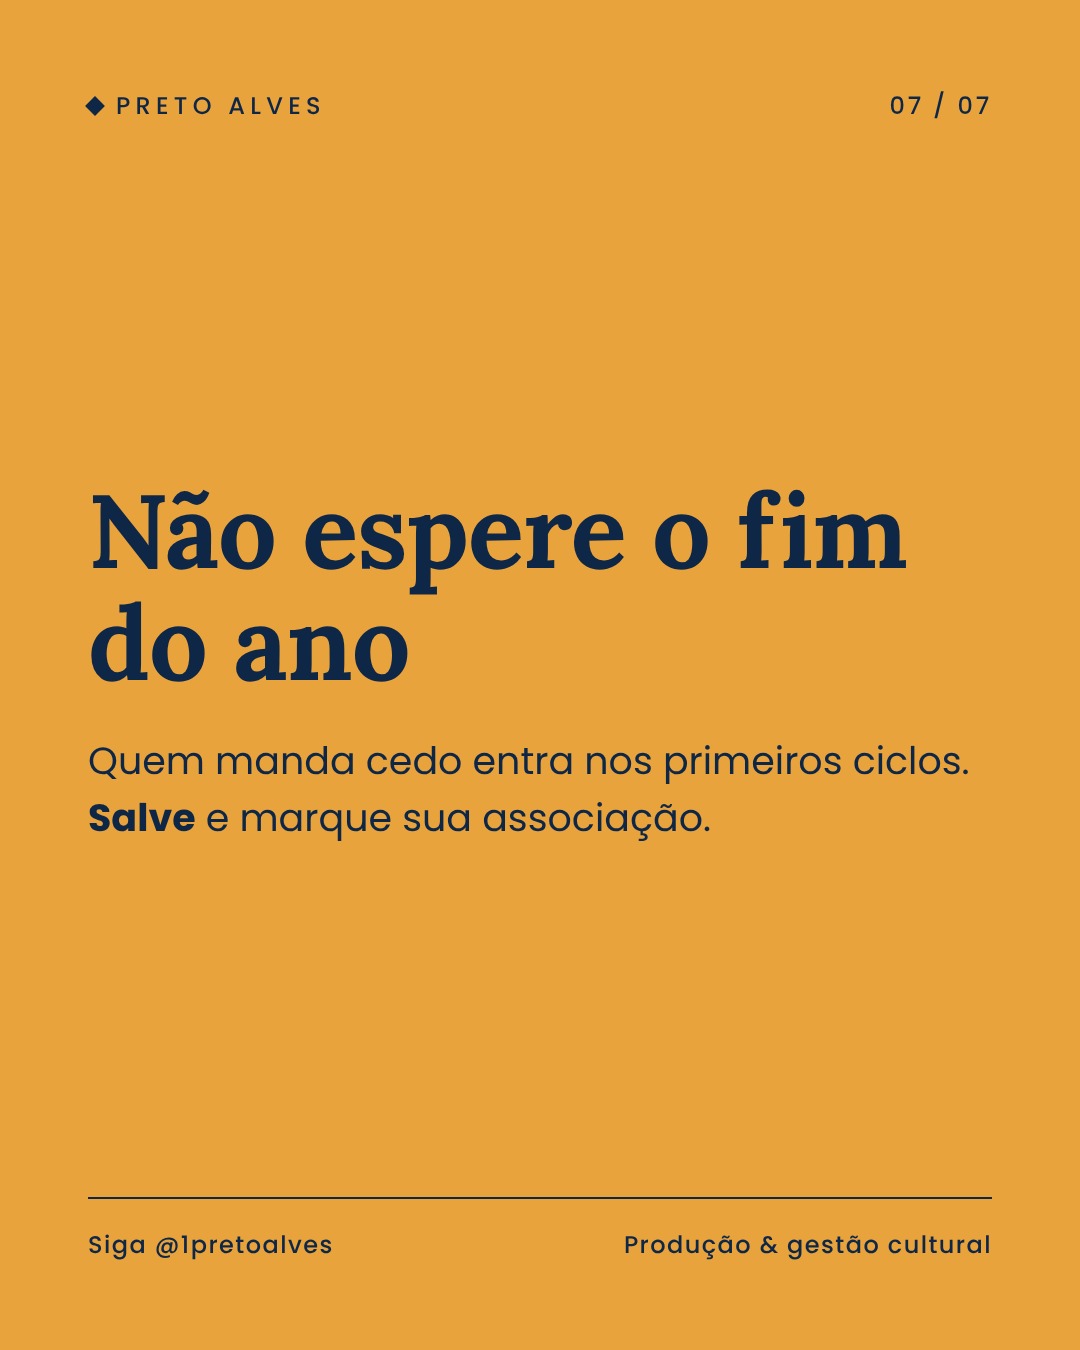 PRETO ALVES
07 / 07
Não espere o fim
do ano
Quem manda cedo entra nos primeiros ciclos.
Salve e marque sua associação.
Siga @1pretoalves
Produção & gestão cultural